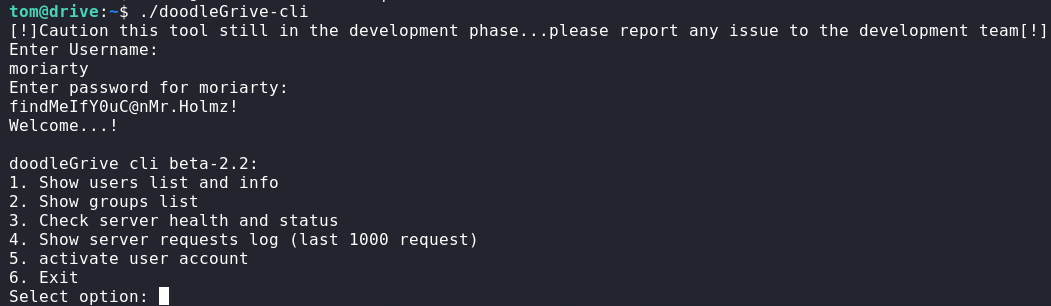 tom@drive:~$ ./doodleGrive-cli
[!]Caution this tool still in the development phase...please report any issue to the development team[!]
Enter Username:
moriarty
Enter password for moriarty:
findMeIfY0uC@nMr.Holmz!
Welcome...!
doodleGrive cli beta-2.2:
1. Show users list and info
2. Show groups list
3. Check server health and status
4. Show server requests log (last 1000 request)
5. activate user account
6. Exit
Select option: